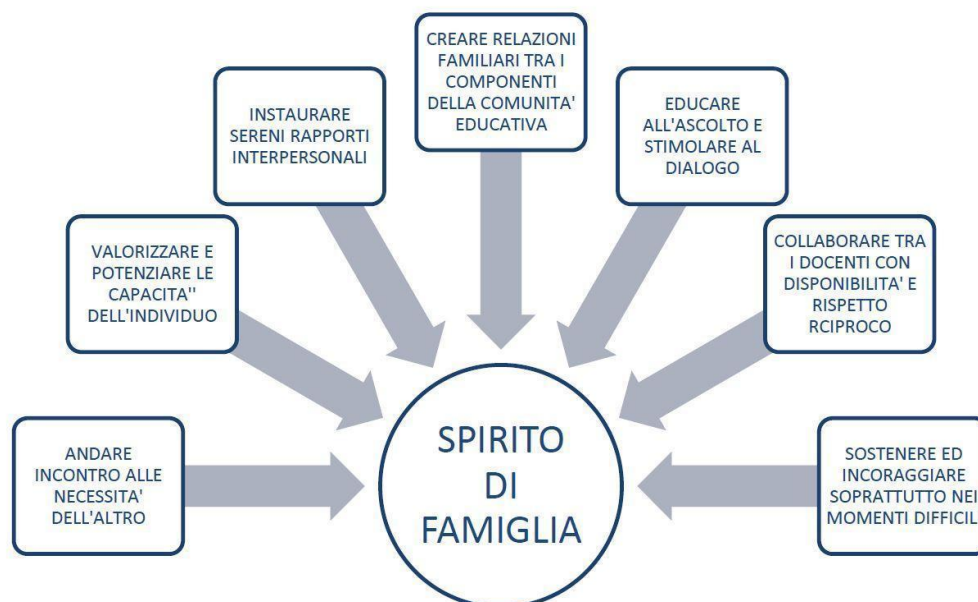 CREARE RELAZIONI
FAMILIARI TRA I
COMPONENTI
DELLA COMUNITA'
EDUCATIVA
INSTAURARE
SERENI RAPPORTI
INTERPERSONALI
EDUCARE
ALL'ASCOLTO E
STIMOLARE AL
DIALOGO
VALORIZZARE E
POTENZIARE LE
CAPACITA''
DELL'INDIVIDUO
COLLABORARE TRA
I DOCENTI CON
DISPONIBILITA' E
RISPETTO
RCIPROCO
ANDARE
INCONTRO ALLE
NECESSITA'
DELL'ALTRO
SPIRITO
DI
FAMIGLIA
SOSTENERE ED
INCORAGGIARE
SOPRATTUTTO NEI
MOMENTI DIFFICIL